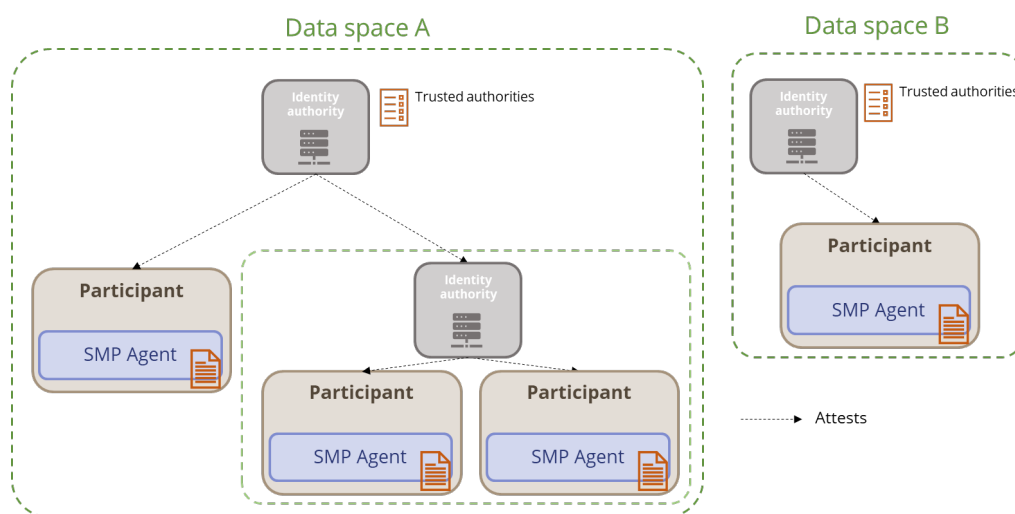 Data space A
Data space B
Identity
authority
Trusted authorities
Identity
authority
Trusted authorities
Participant
SMP Agent
Identity
authority
Participant
SMP Agent
Participant
SMP Agent
Participant
SMP Agent
Attests